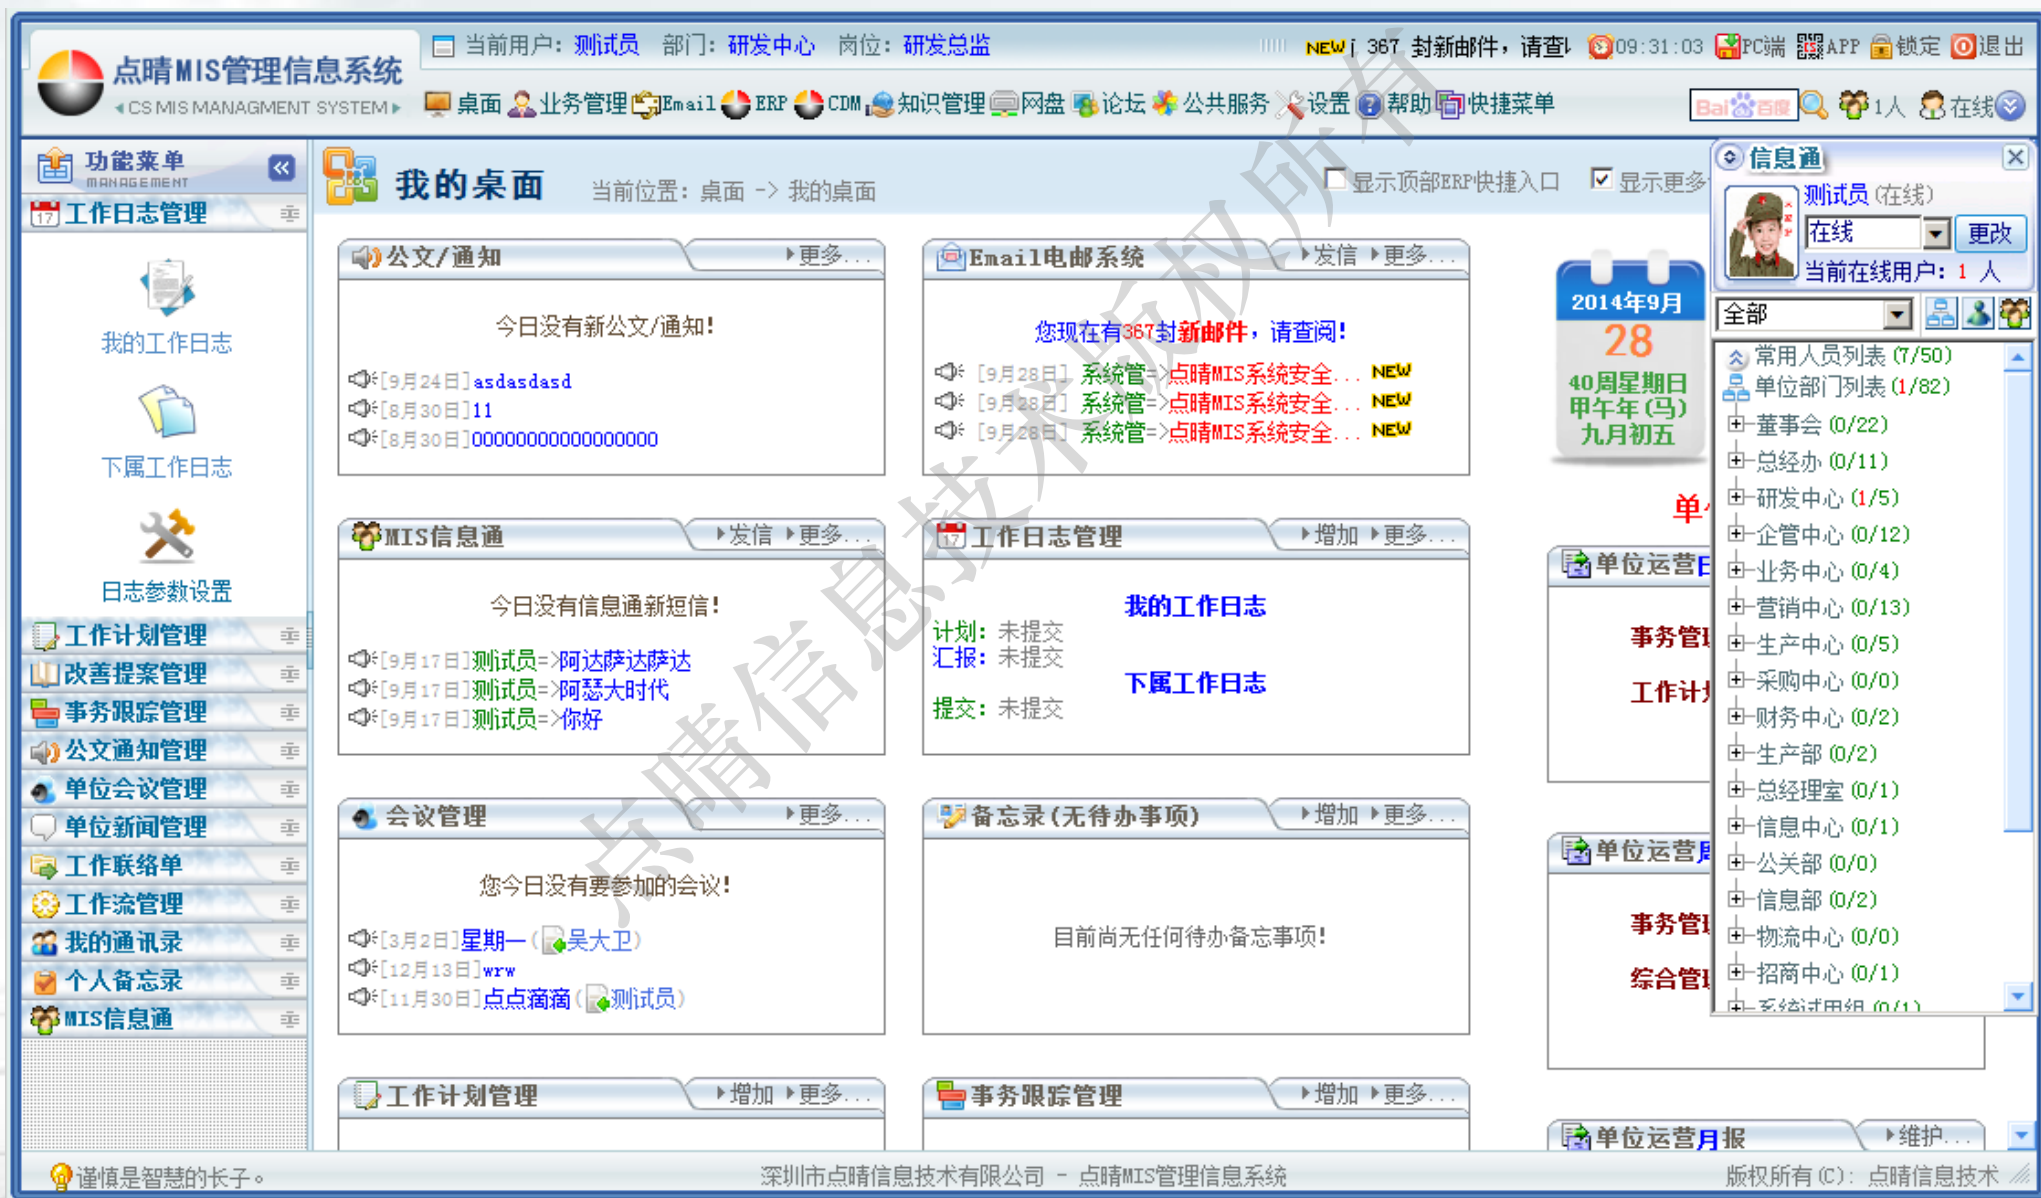 当前用户: 测试员 部门: 研发中心 岗位: 研发总监
NEW 367 封新邮件，请查 09:31:03 PC端 APP 锁定 退出
点晴MIS管理信息系统
CS MIS MANAGMENT SYSTEM
桌面 业务管理 Email ERP CDM 知识管理 网盘 论坛 公共服务 设置 帮助 快捷菜单
Bai百度 1人 在线
功能菜单
MANAGEMENT
工作日志管理
我的工作日志
下属工作日志
日志参数设置
工作计划管理
改善提案管理
事务跟踪管理
公文通知管理
单位会议管理
单位新闻管理
工作联络单
工作流管理
我的通讯录
个人备忘录
MIS信息通
我的桌面 当前位置: 桌面 -> 我的桌面
显示顶部ERP快捷入口 显示更多
公文/通知 更多...
今日没有新公文/通知!
[9月24日]asdasdasd
[8月30日]11
[8月30日]00000000000000000
Email电邮系统 发信 更多...
您现在有367封新邮件，请查阅!
[9月28日] 系统管=>点晴MIS系统安全... NEW
[9月28日] 系统管=>点晴MIS系统安全... NEW
[9月28日] 系统管=>点晴MIS系统安全... NEW
MIS信息通 发信 更多...
今日没有信息通新短信!
[9月17日]测试员=>阿达萨达萨达
[9月17日]测试员=>阿瑟大时代
[9月17日]测试员=>你好
工作日志管理 增加 更多...
我的工作日志
计划: 未提交
汇报: 未提交
下属工作日志
提交: 未提交
会议管理 更多...
您今日没有要参加的会议!
[3月2日]星期一(吴大卫)
[12月13日]wrw
[11月30日]点点滴滴(测试员)
备忘录(无待办事项) 增加 更多...
目前尚无任何待办备忘事项!
工作计划管理 增加 更多...
事务跟踪管理 增加 更多...
2014年9月
28
40周星期日
甲午年(马)
九月初五
单
单位运营日
事务管理
工作计划
单位运营周
事务管理
综合管理
单位运营月报 维护...
信息通
测试员 (在线)
在线 更改
当前在线用户: 1 人
全部
常用人员列表 (7/50)
单位部门列表 (1/82)
董事会 (0/22)
总经办 (0/11)
研发中心 (1/5)
企管中心 (0/12)
业务中心 (0/4)
营销中心 (0/13)
生产中心 (0/5)
采购中心 (0/0)
财务中心 (0/2)
生产部 (0/2)
总经理室 (0/1)
信息中心 (0/1)
公关部 (0/0)
信息部 (0/2)
物流中心 (0/0)
招商中心 (0/1)
系统试用组 (0/1)
点晴信息技术版权所有
谨慎是智慧的长子。
深圳市点晴信息技术有限公司 - 点晴MIS管理信息系统
版权所有(C): 点晴信息技术